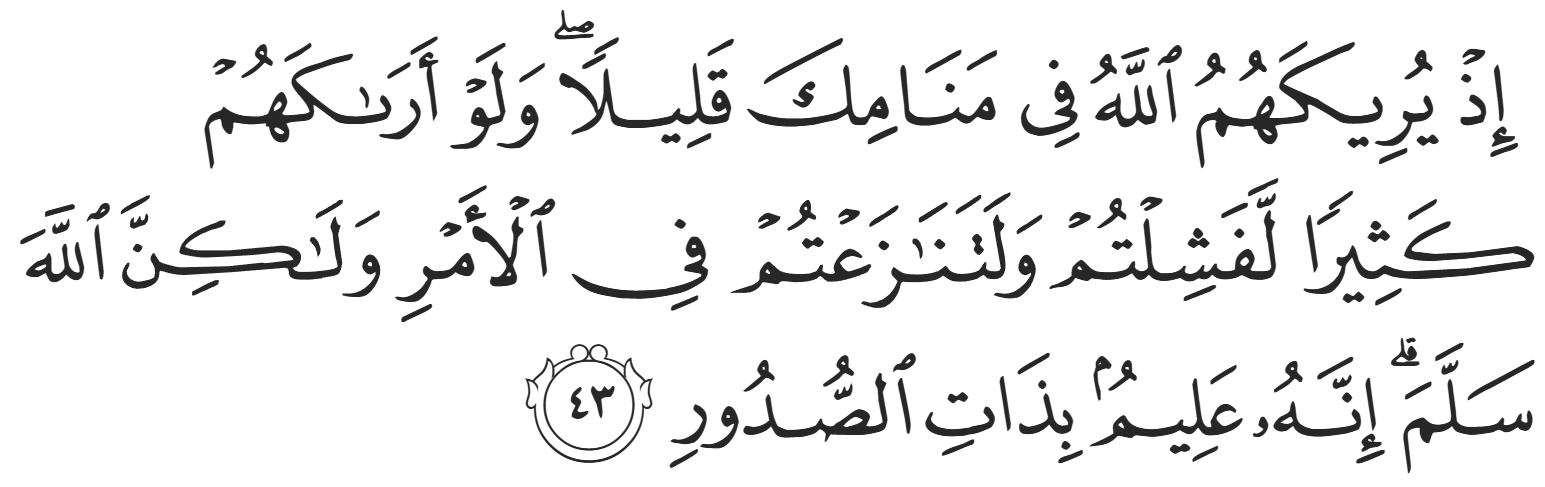 إِذۡ يُرِيكَهُمُ ٱللَّهُ فِي مَنَامِكَ قَلِيلٗاۖ وَلَوۡ أَرَىٰكَهُمۡ
كَثِيرٗا لَّفَشِلۡتُمۡ وَلَتَنَٰزَعۡتُمۡ فِي ٱلۡأَمۡرِ وَلَٰكِنَّ ٱللَّهَ
سَلَّمَۗ إِنَّهُۥ عَلِيمُۢ بِذَاتِ ٱلصُّدُورِ ٤٣